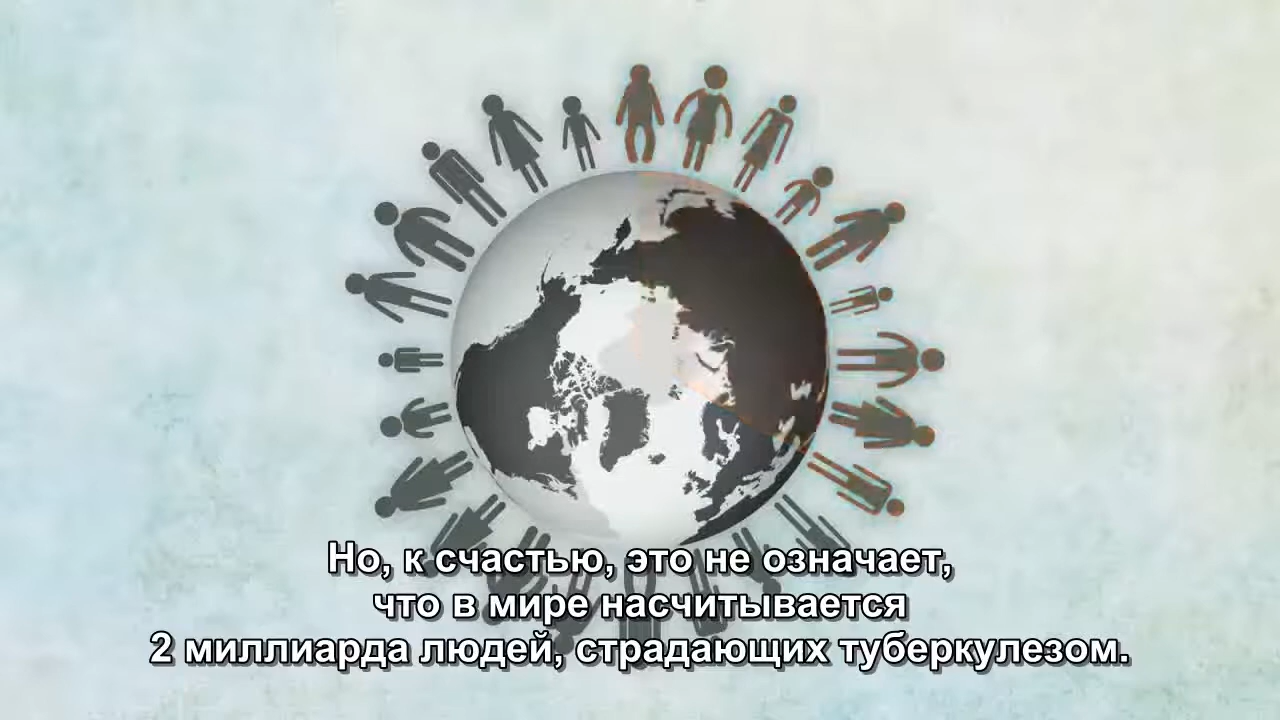 Но, к счастью, это не означает,
что в мире насчитывается
2 миллиарда людей, страдающих туберкулезом.